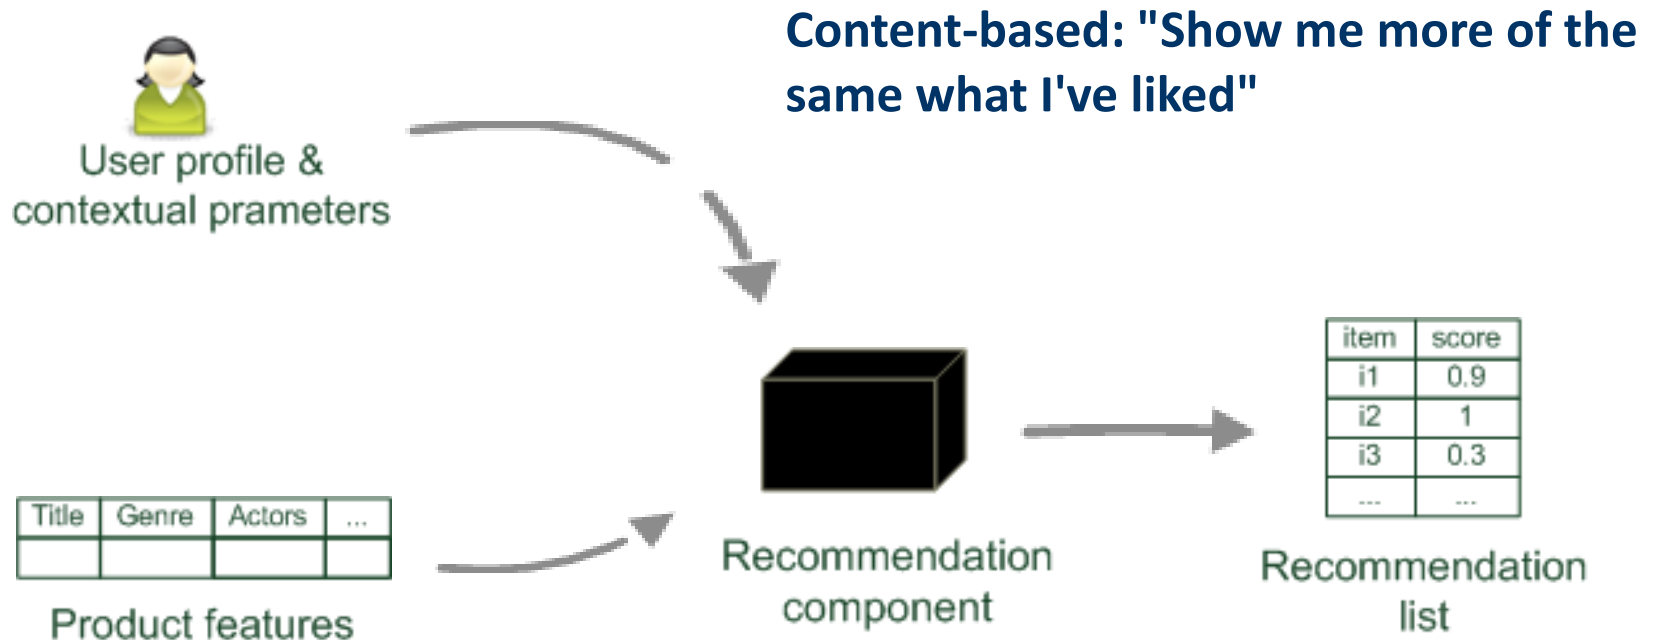 Content-based: "Show me more of the
same what I've liked"
User profile &
contextual prameters
Title Genre Actors ...
Product features
Recommendation
component
item score
i1 0.9
i2 1
i3 0.3
... ...
Recommendation
list